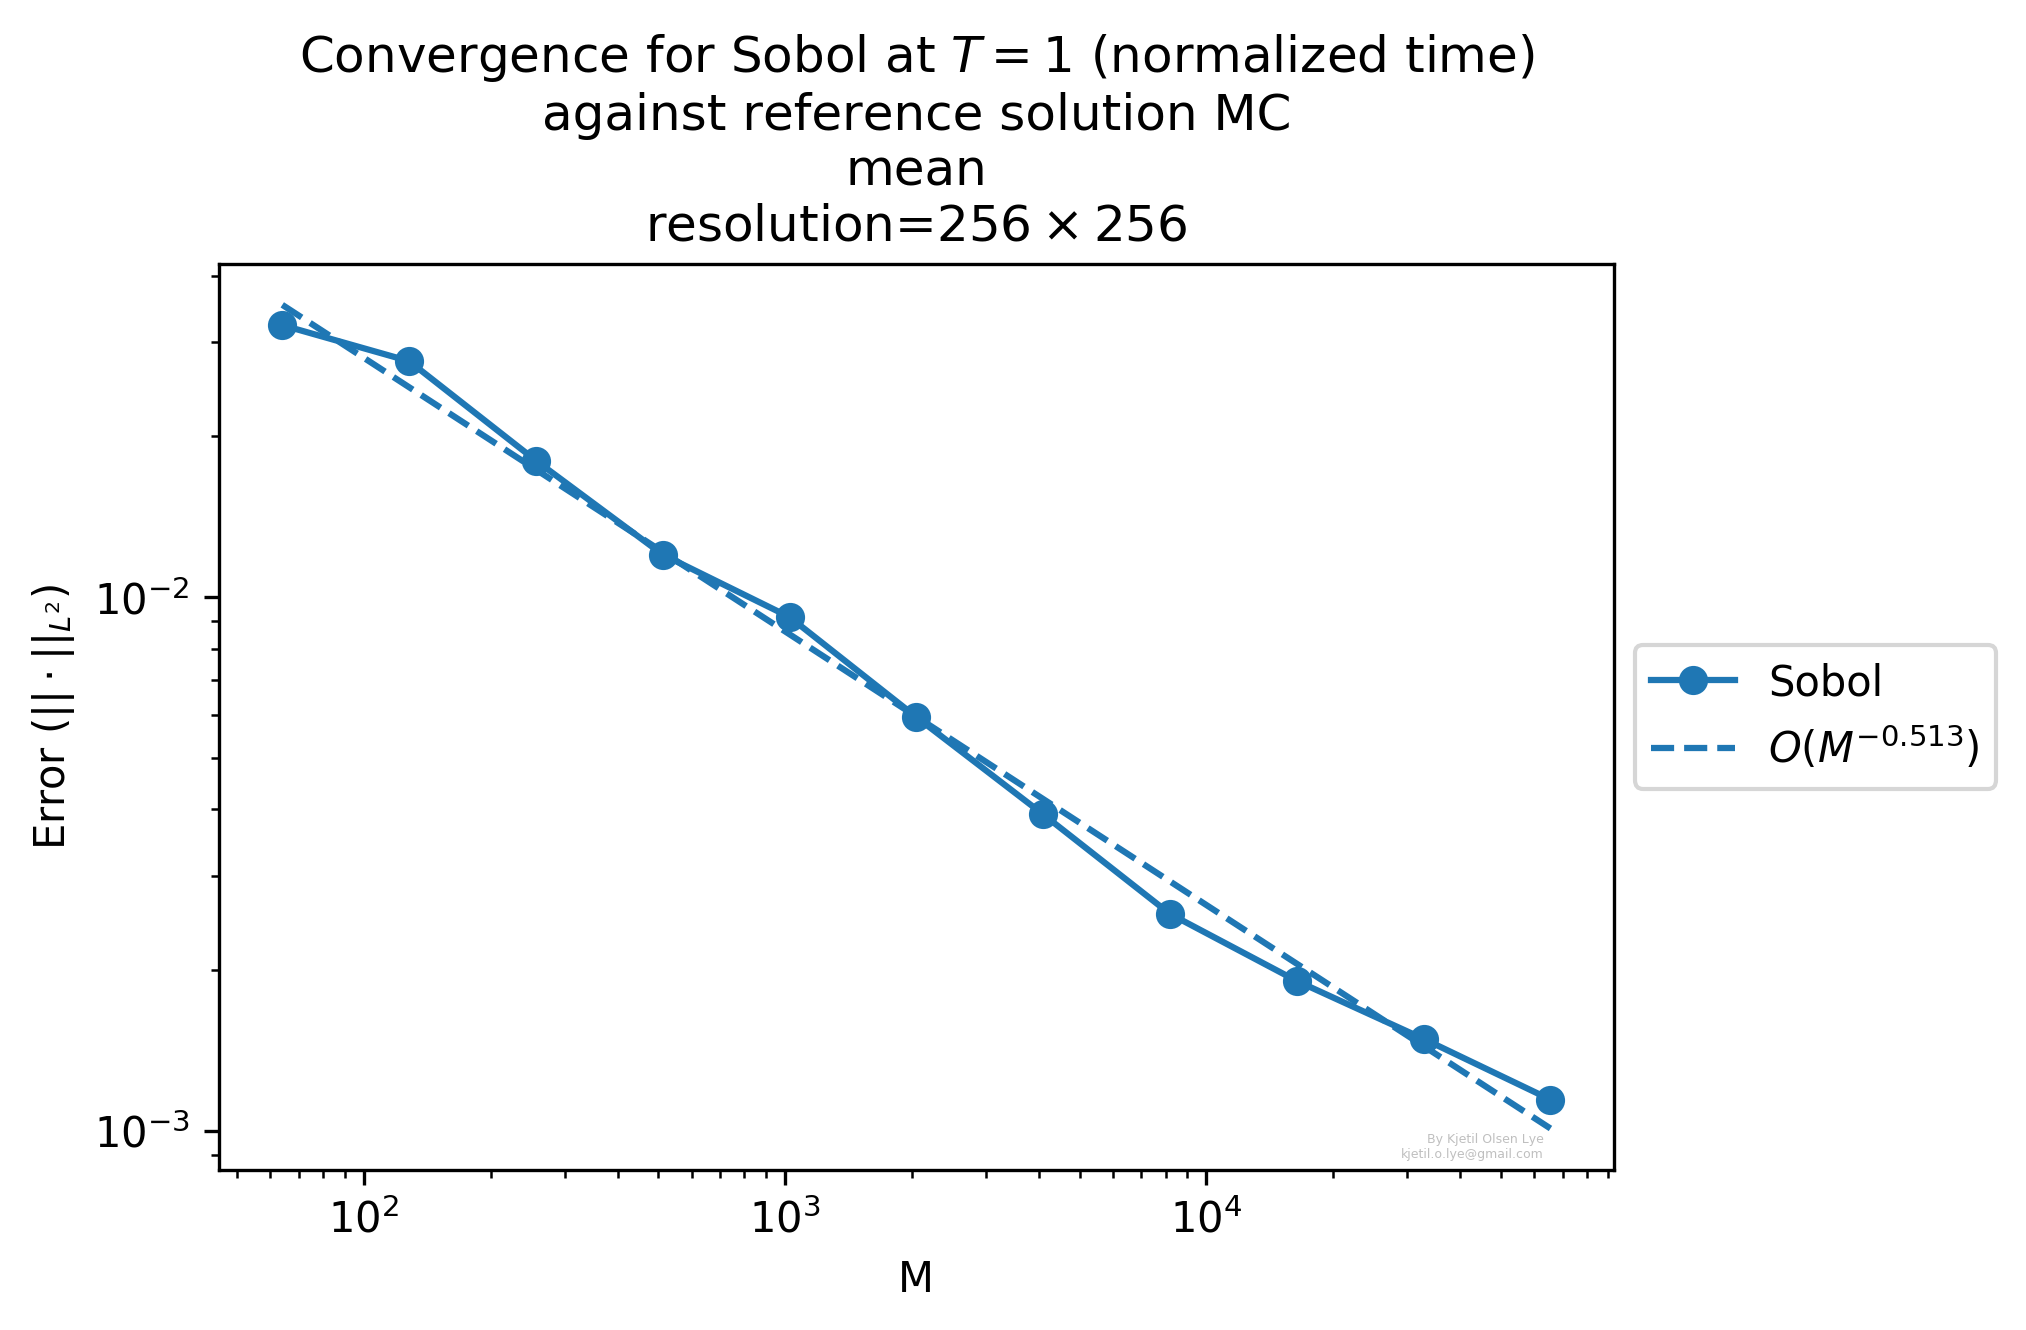 Convergence for Sobol at T = 1 (normalized time)
against reference solution MC
mean
resolution=256 × 256
Error (|| · ||_{L^2})
10^{-2}
10^{-3}
10^2
10^3
10^4
M
Sobol
O(M^{-0.513})
By Kjetil Olsen Lye
kjetil.o.lye@gmail.com